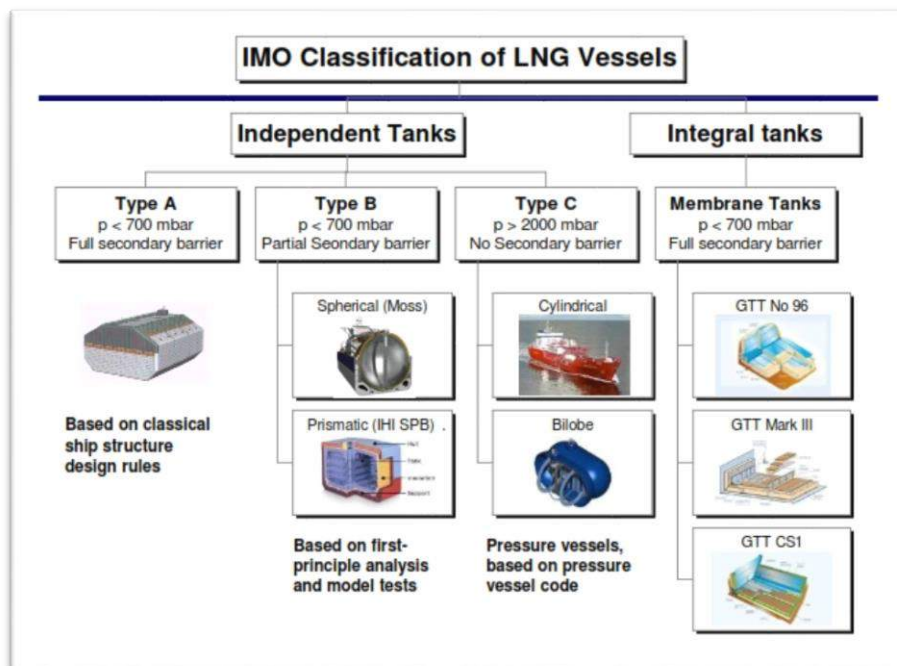 IMO Classification of LNG Vessels
Independent Tanks
Integral tanks
Type A
p < 700 mbar
Full secondary barrier
Type B
p < 700 mbar
Partial Seondary barrier
Type C
p > 2000 mbar
No Secondary barrier
Membrane Tanks
p < 700 mbar
Full secondary barrier
Based on classical
ship structure
design rules
Spherical (Moss)
Prismatic (IHI SPB) .
Based on first-
principle analysis
and model tests
Cylindrical
Bilobe
Pressure vessels,
based on pressure
vessel code
GTT No 96
GTT Mark III
GTT CS1